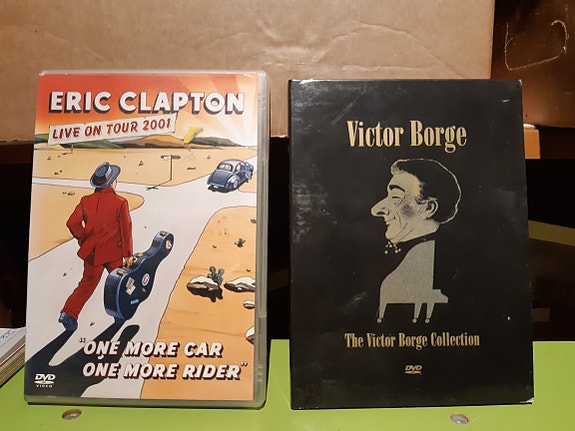 ERIC CLAPTON
LIVE ON TOUR 2001
"ONE MORE CAR
ONE MORE RIDER"
DVD
VIDEO
Victor Borge
The Victor Borge Collection
DVD